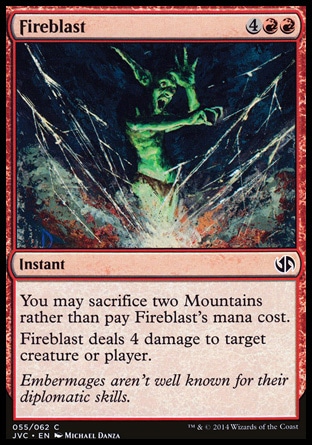 Fireblast 4
Instant
You may sacrifice two Mountains
rather than pay Fireblast's mana cost.
Fireblast deals 4 damage to target
creature or player.
Embermages aren't well known for their
diplomatic skills.
055/062 C
JVC • EN Michael Danza
™ & © 2014 Wizards of the Coast